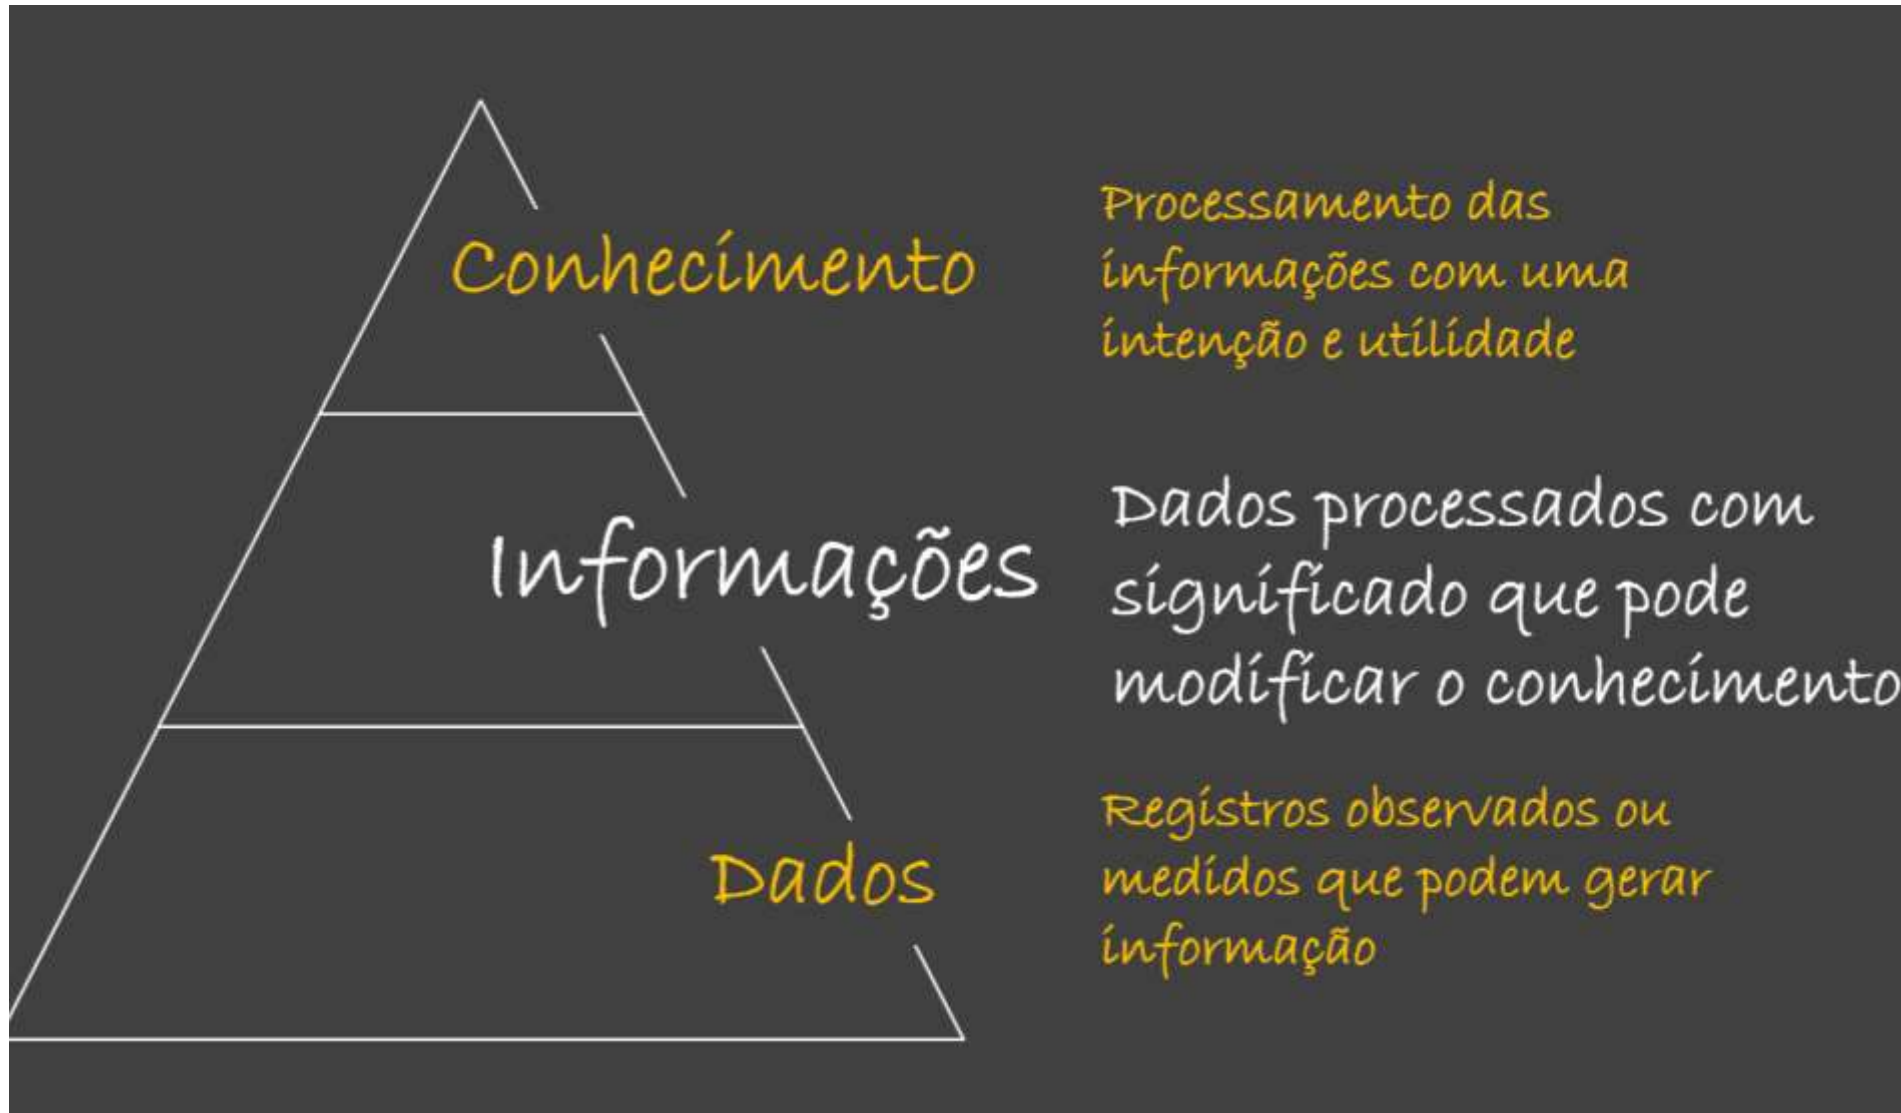 Conhecimento
Processamento das
informações com uma
intenção e utilidade
Informações
Dados processados com
significado que pode
modificar o conhecimento
Dados
Registros observados ou
medidos que podem gerar
informação